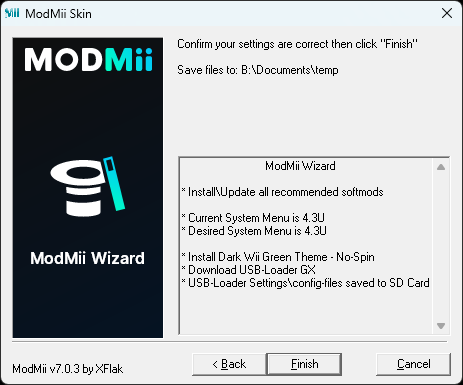 ModMii Skin
MODMii
ModMii Wizard
Confirm your settings are correct then click "Finish"
Save files to: B:\Documents\temp
ModMii Wizard
* Install\Update all recommended softmods
* Current System Menu is 4.3U
* Desired System Menu is 4.3U
* Install Dark Wii Green Theme - No-Spin
* Download USB-Loader GX
* USB-Loader Settings\config-files saved to SD Card
ModMii v7.0.3 by XFlak
< Back
Finish
Cancel